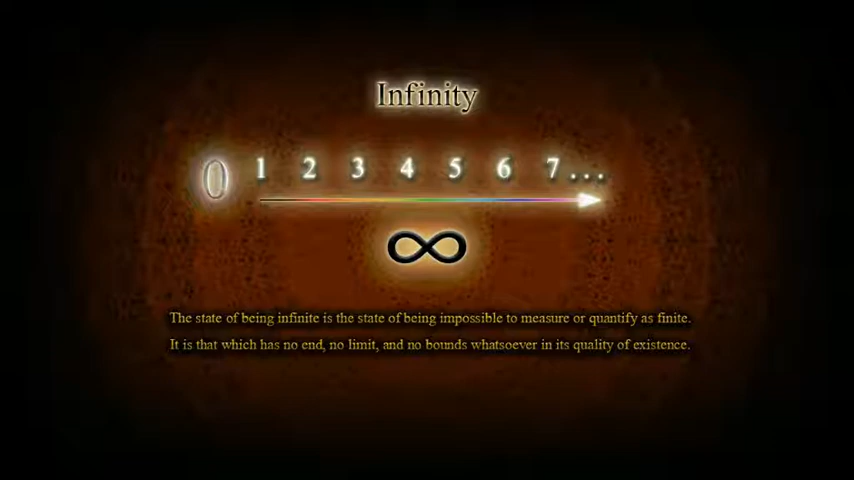 Infinity
0 1 2 3 4 5 6 7...
∞
The state of being infinite is the state of being impossible to measure or quantify as finite.
It is that which has no end, no limit, and no bounds whatsoever in its quality of existence.